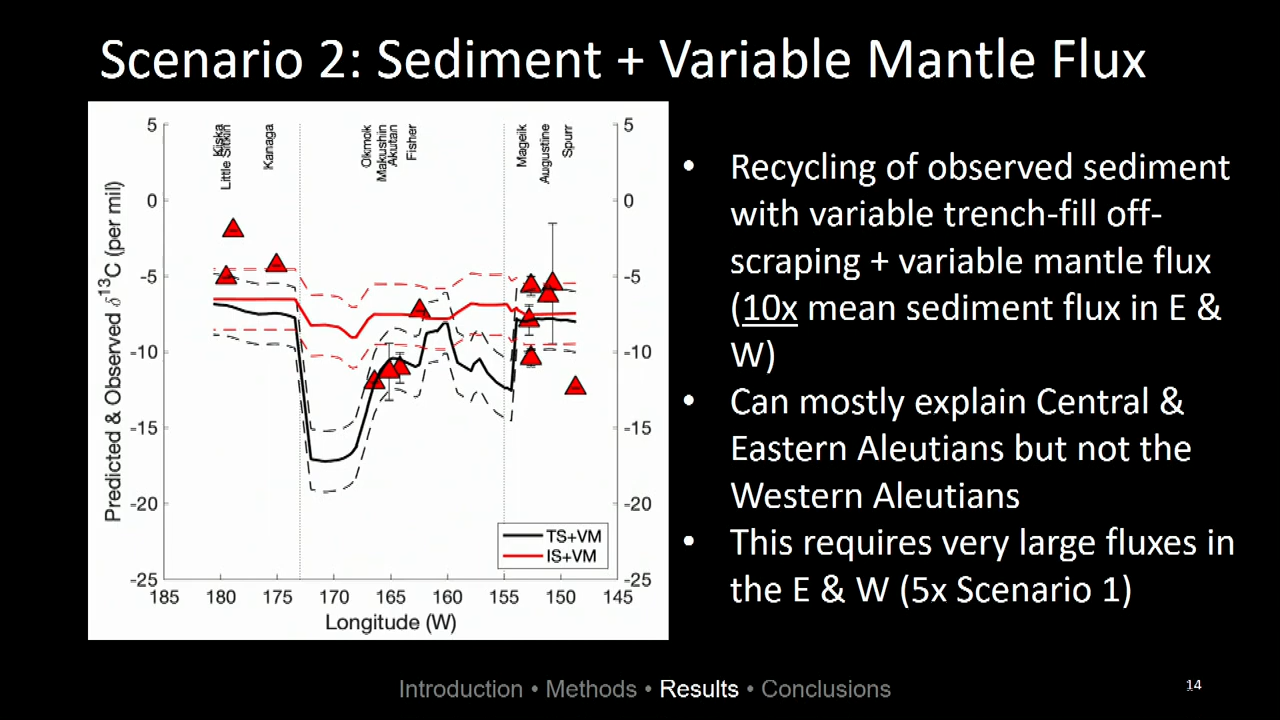 Scenario 2: Sediment + Variable Mantle Flux
Kiska
Little Sitkin
Kanaga
Okmok
Makushin
Akutan
Fisher
Mageik
Augustine
Spurr
5
0
-5
-10
-15
-20
-25
5
0
-5
-10
-15
-20
-25
Predicted & Observed δ13C (per mil)
TS+VM
IS+VM
185 180 175 170 165 160 155 150 145
Longitude (W)
• Recycling of observed sediment
with variable trench-fill off-
scraping + variable mantle flux
(10x mean sediment flux in E &
W)
• Can mostly explain Central &
Eastern Aleutians but not the
Western Aleutians
• This requires very large fluxes in
the E & W (5x Scenario 1)
Introduction • Methods • Results • Conclusions
14